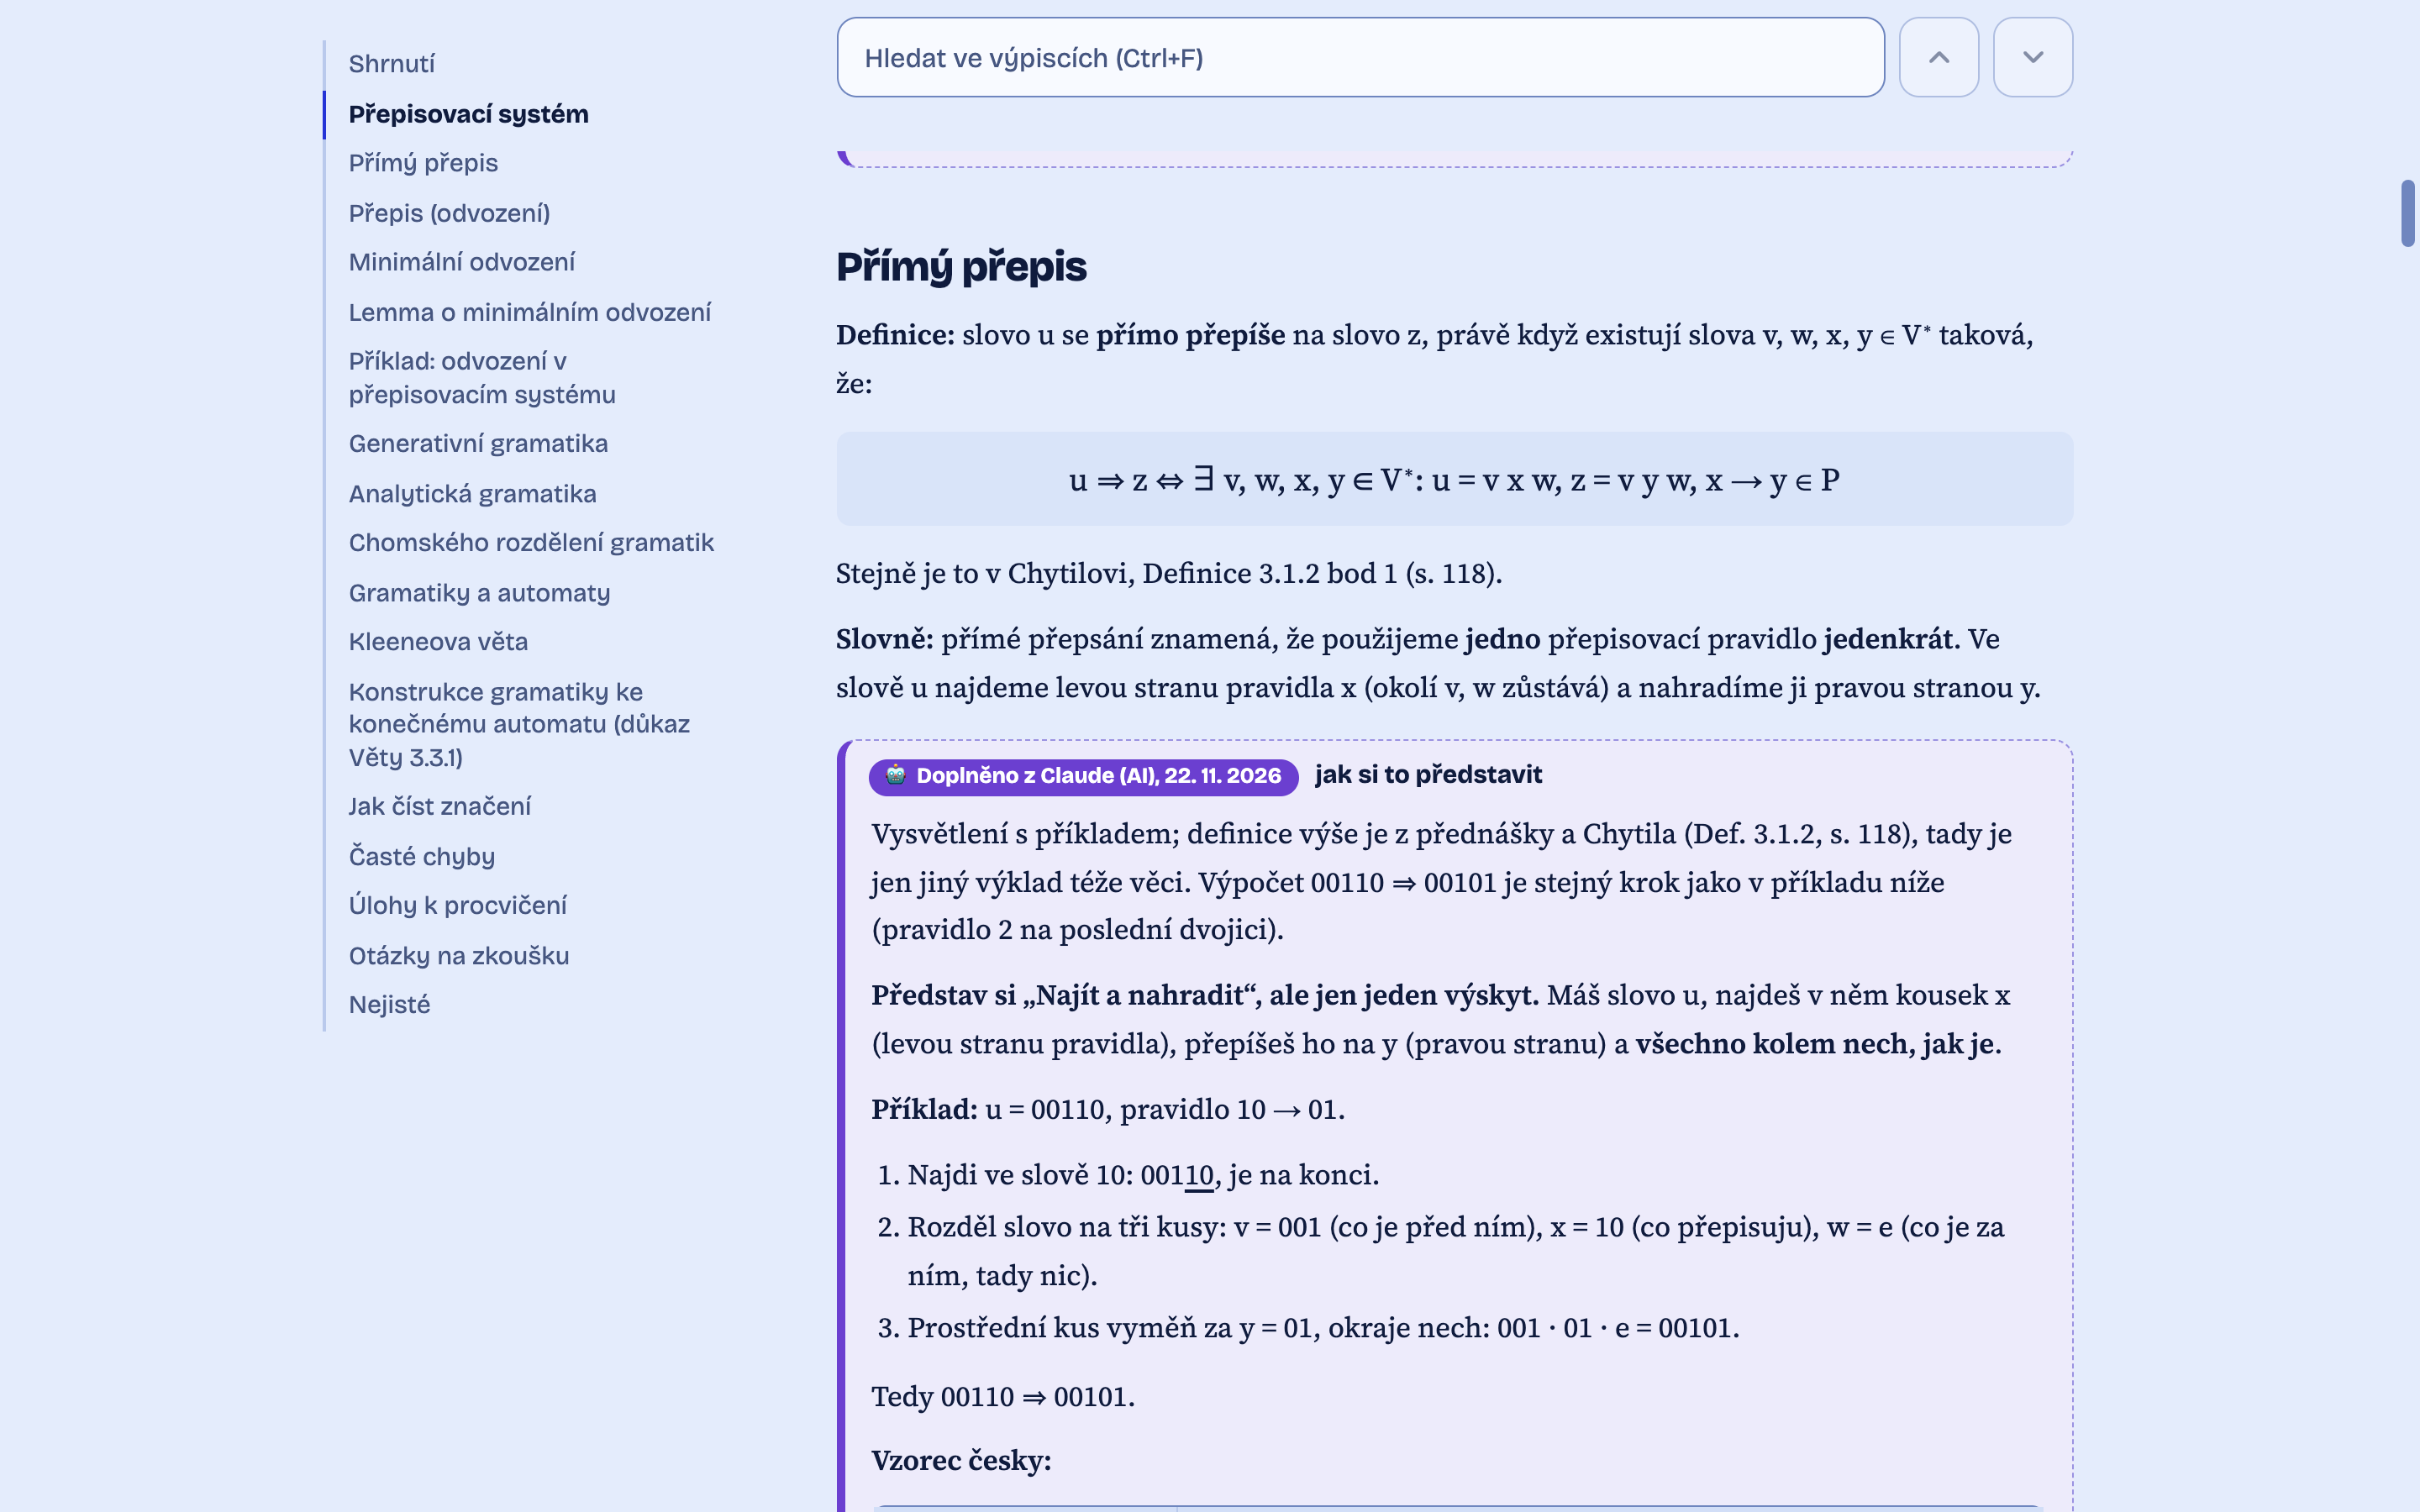 Shrnutí
Přepisovací systém
Přímý přepis
Přepis (odvození)
Minimální odvození
Lemma o minimálním odvození
Příklad: odvození v
přepisovacím systému
Generativní gramatika
Analytická gramatika
Chomského rozdělení gramatik
Gramatiky a automaty
Kleeneova věta
Konstrukce gramatiky ke
konečnému automatu (důkaz
Věty 3.3.1)
Jak číst značení
Časté chyby
Úlohy k procvičení
Otázky na zkoušku
Nejisté
Hledat ve výpiscích (Ctrl+F)
Přímý přepis
Definice: slovo u se přímo přepíše na slovo z, právě když existují slova v, w, x, y ∈ V* taková,
že:
u ⇒ z ⇔ ∃ v, w, x, y ∈ V*: u = v x w, z = v y w, x → y ∈ P
Stejně je to v Chytilovi, Definice 3.1.2 bod 1 (s. 118).
Slovně: přímé přepsání znamená, že použijeme jedno přepisovací pravidlo jedenkrát. Ve
slově u najdeme levou stranu pravidla x (okolí v, w zůstává) a nahradíme ji pravou stranou y.
🤖 Doplněno z Claude (AI), 22. 11. 2026 jak si to představit
Vysvětlení s příkladem; definice výše je z přednášky a Chytila (Def. 3.1.2, s. 118), tady je
jen jiný výklad téže věci. Výpočet 00110 ⇒ 00101 je stejný krok jako v příkladu níže
(pravidlo 2 na poslední dvojici).
Představ si „Najít a nahradit“, ale jen jeden výskyt. Máš slovo u, najdeš v něm kousek x
(levou stranu pravidla), přepíšeš ho na y (pravou stranu) a všechno kolem nech, jak je.
Příklad: u = 00110, pravidlo 10 → 01.
1. Najdi ve slově 10: 00110, je na konci.
2. Rozděl slovo na tři kusy: v = 001 (co je před ním), x = 10 (co přepisuju), w = e (co je za
ním, tady nic).
3. Prostřední kus vyměň za y = 01, okraje nech: 001 · 01 · e = 00101.
Tedy 00110 ⇒ 00101.
Vzorec česky: